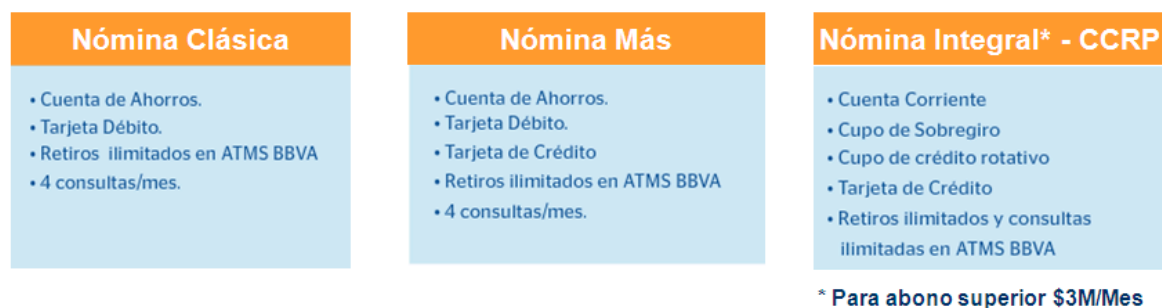 Nómina Clásica
• Cuenta de Ahorros.
• Tarjeta Débito.
• Retiros ilimitados en ATMS BBVA
• 4 consultas/mes.
Nómina Más
• Cuenta de Ahorros.
• Tarjeta Débito.
• Tarjeta de Crédito
• Retiros ilimitados en ATMS BBVA
• 4 consultas/mes.
Nómina Integral* - CCRP
• Cuenta Corriente
• Cupo de Sobregiro
• Cupo de crédito rotativo
• Tarjeta de Crédito
• Retiros ilimitados y consultas
ilimitadas en ATMS BBVA
* Para abono superior $3M/Mes